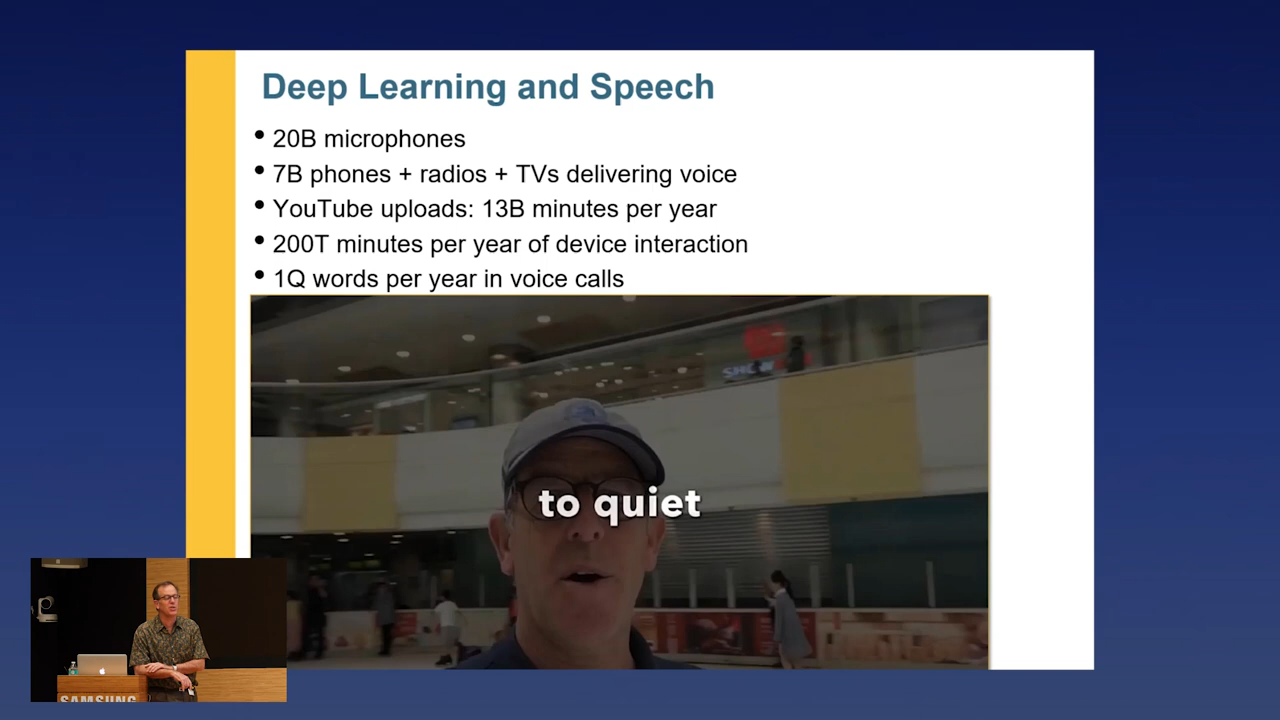 Deep Learning and Speech
• 20B microphones
• 7B phones + radios + TVs delivering voice
• YouTube uploads: 13B minutes per year
• 200T minutes per year of device interaction
• 1Q words per year in voice calls
to quiet
SAMSUNG